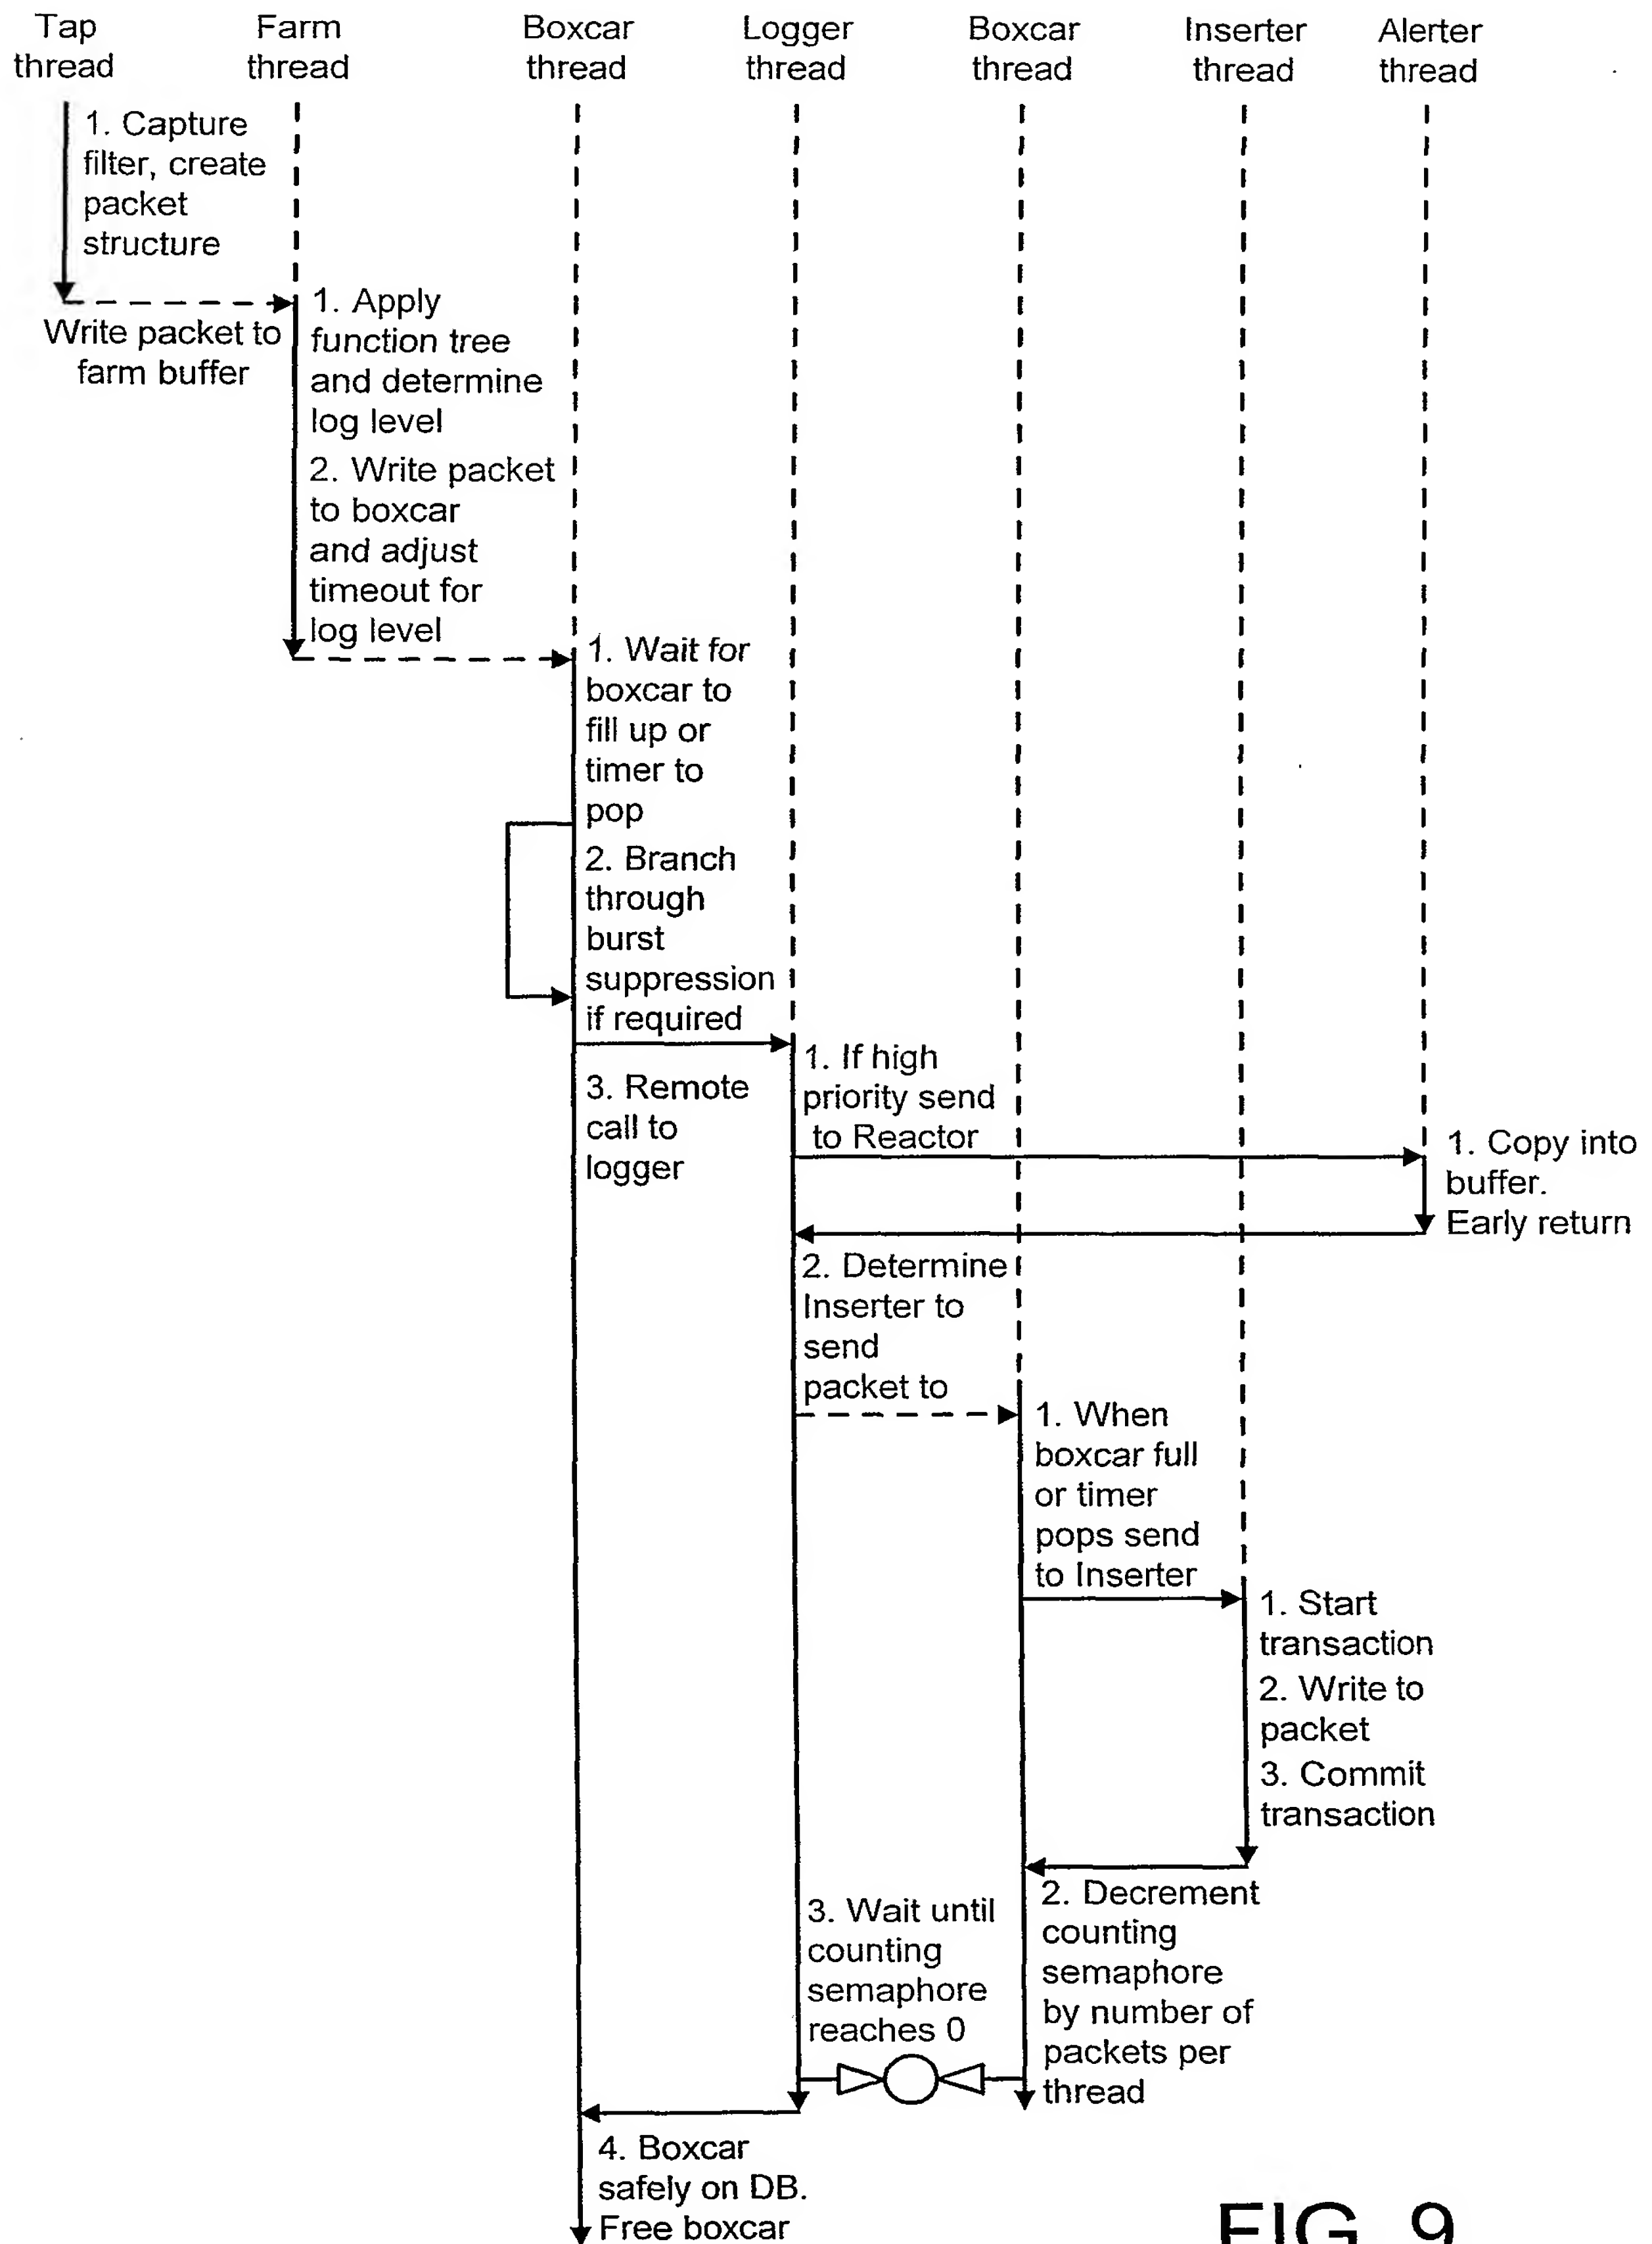 Tap
thread
Farm
thread
Boxcar
thread
Logger
thread
Boxcar
thread
Inserter
thread
Alerter
thread
1. Capture
filter, create
packet
structure
Write packet to
farm buffer
1. Apply
function tree
and determine
log level
2. Write packet
to boxcar
and adjust
timeout for
log level
1. Wait for
boxcar to
fill up or
timer to
pop
2. Branch
through
burst
suppression
if required
3. Remote
call to
logger
1. If high
priority send
to Reactor
1. Copy into
buffer.
Early return
2. Determine
Inserter to
send
packet to
1. When
boxcar full
or timer
pops send
to Inserter
1. Start
transaction
2. Write to
packet
3. Commit
transaction
2. Decrement
counting
semaphore
by number of
packets per
thread
3. Wait until
counting
semaphore
reaches 0
4. Boxcar
safely on DB.
Free boxcar
FIG. 9